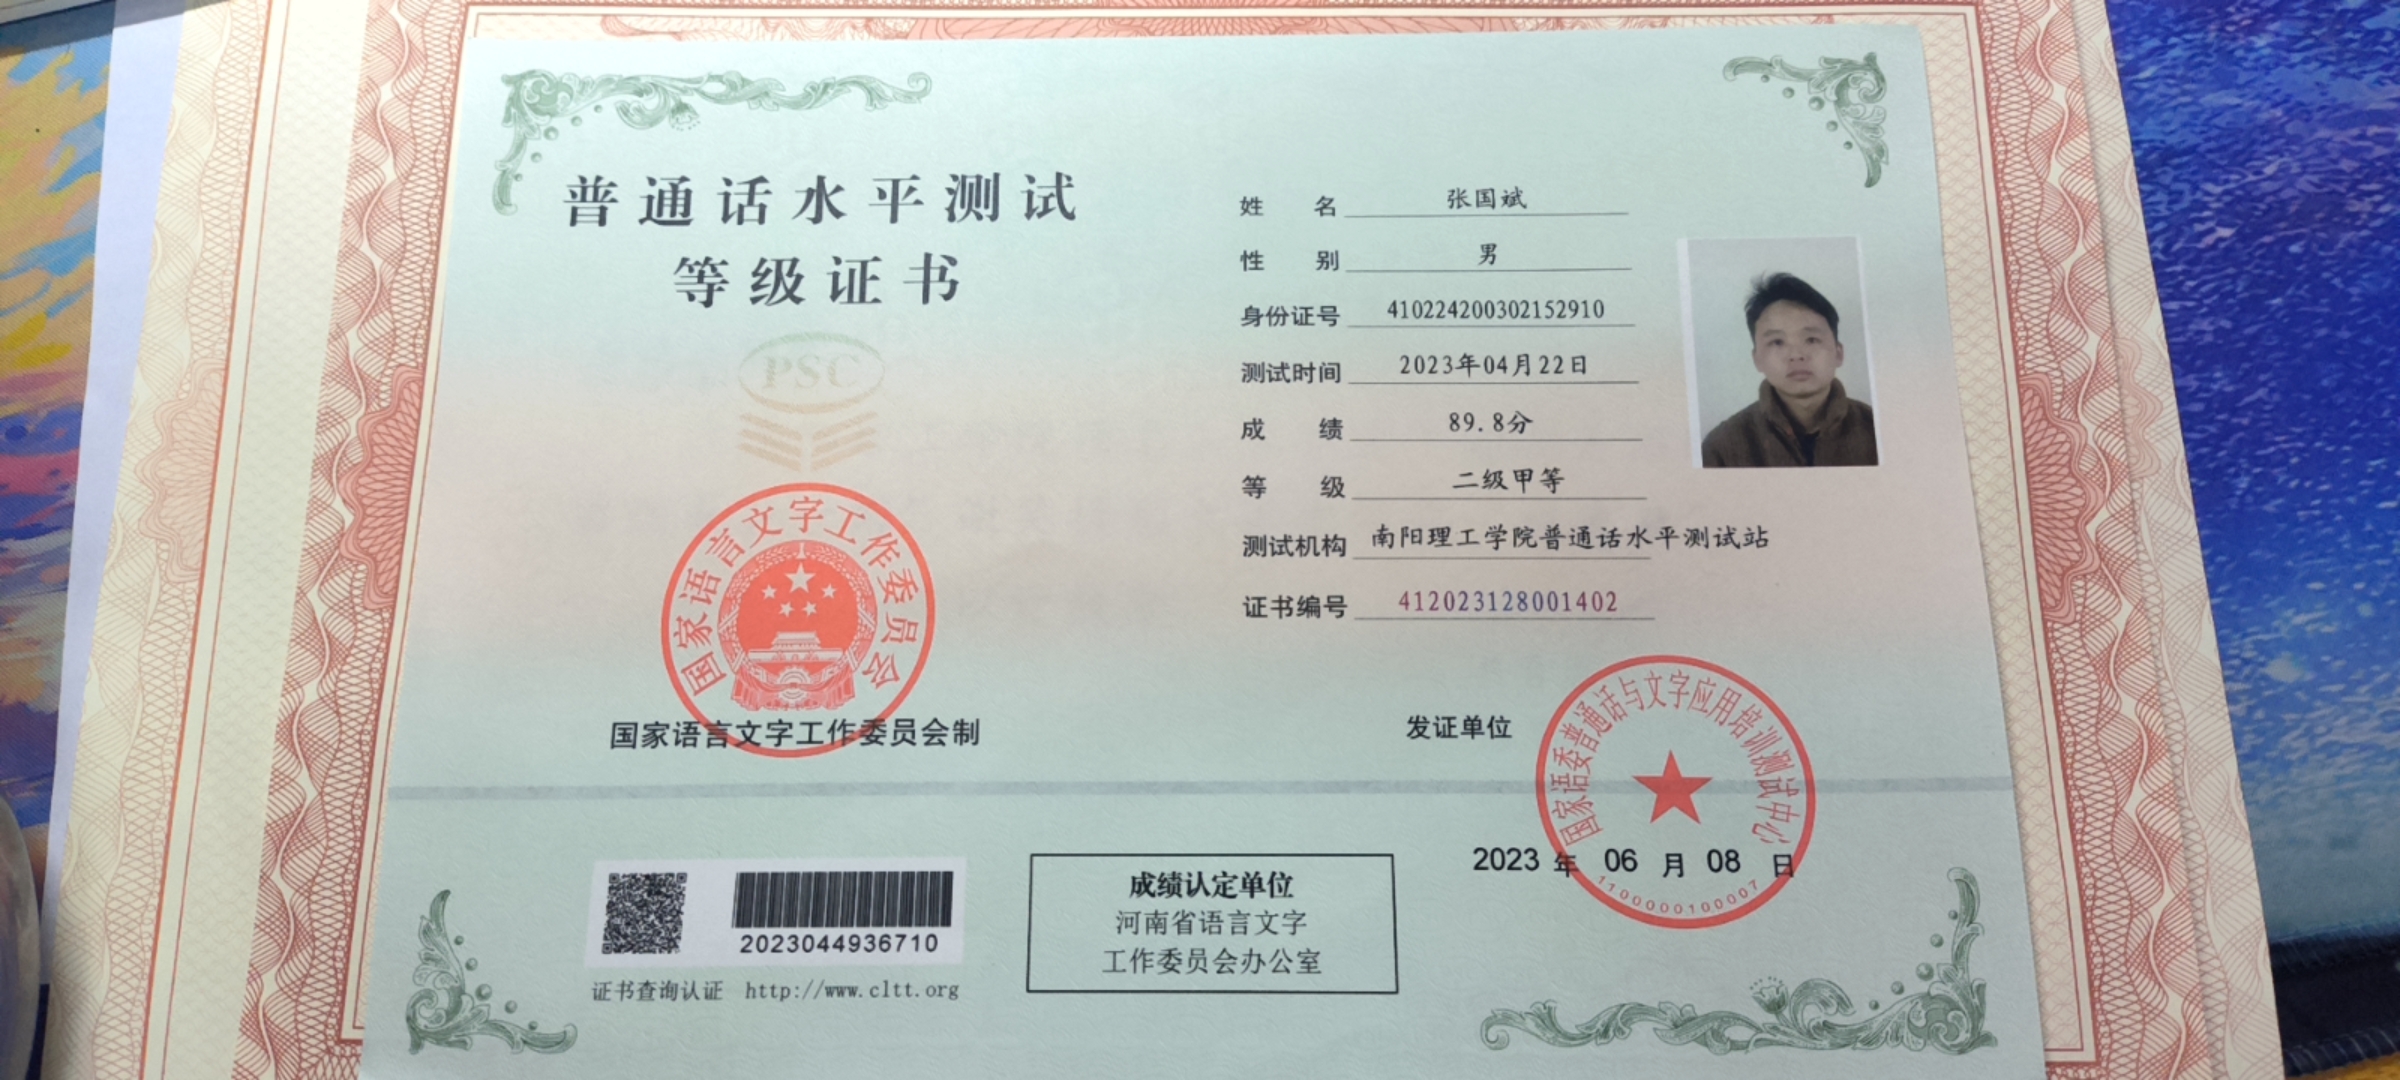 普通话水平测试
等级证书
PSC
国家语言文字工作委员会
国家语言文字工作委员会制
2023044936710
证书查询认证 http://www.cltt.org
成绩认定单位
河南省语言文字
工作委员会办公室
姓 名 张国斌
性 别 男
身份证号 410224200302152910
测试时间 2023年04月22日
成 绩 89.8分
等 级 二级甲等
测试机构 南阳理工学院普通话水平测试站
证书编号 412023128001402
发证单位
国家语委普通话与文字应用培训测试中心
2023 年 06 月 08 日
1100000100007